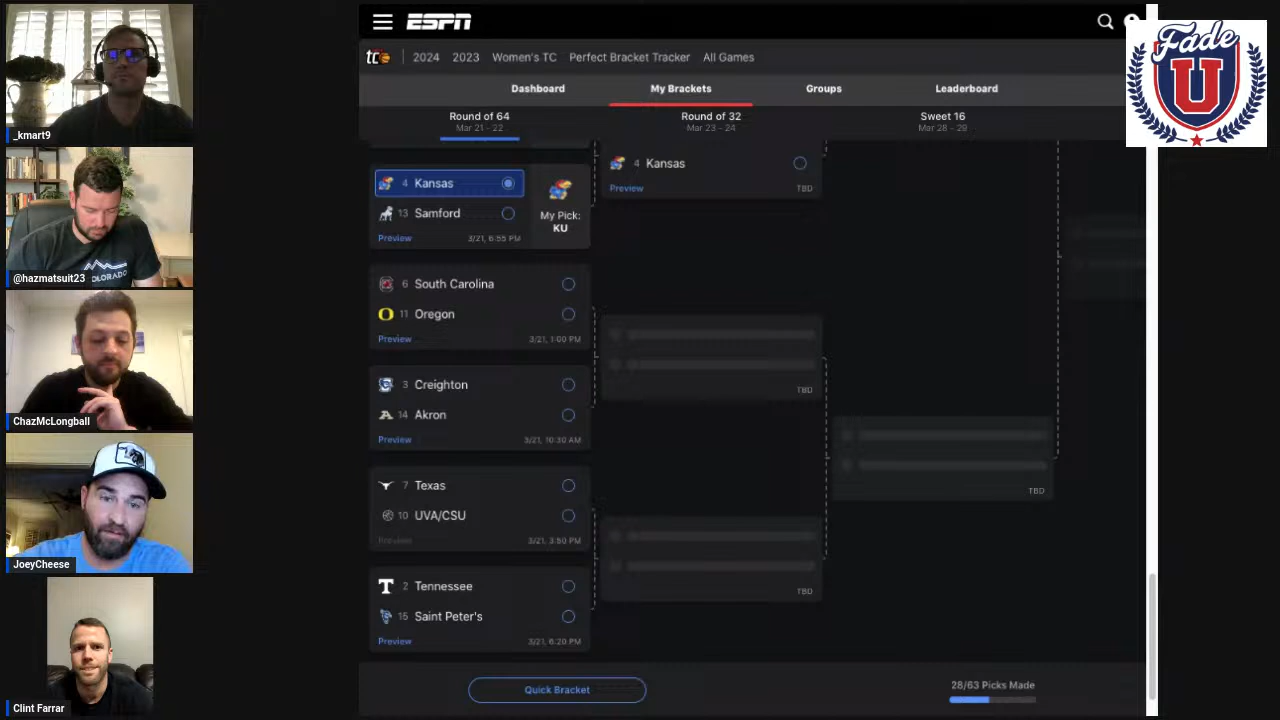 _kmart9
@hazmatsuit23
COLORADO
ChazMcLongball
JoeyCheese
Clint Farrar
ESPN
Fade
U
tc
2024 2023 Women's TC Perfect Bracket Tracker All Games
Dashboard My Brackets Groups Leaderboard
Round of 64 Round of 32 Sweet 16
Mar 21 - 22 Mar 23 - 24 Mar 28 - 29
4 Kansas
13 Samford
Preview 3/21, 6:55 PM
My Pick:
KU
4 Kansas
Preview TBD
6 South Carolina
11 Oregon
Preview 3/21, 1:00 PM
3 Creighton
14 Akron
Preview 3/21, 10:30 AM
TBD
7 Texas
10 UVA/CSU
Preview 3/21, 3:50 PM
TBD
2 Tennessee
15 Saint Peter's
Preview 3/21, 6:20 PM
TBD
Quick Bracket
28/63 Picks Made